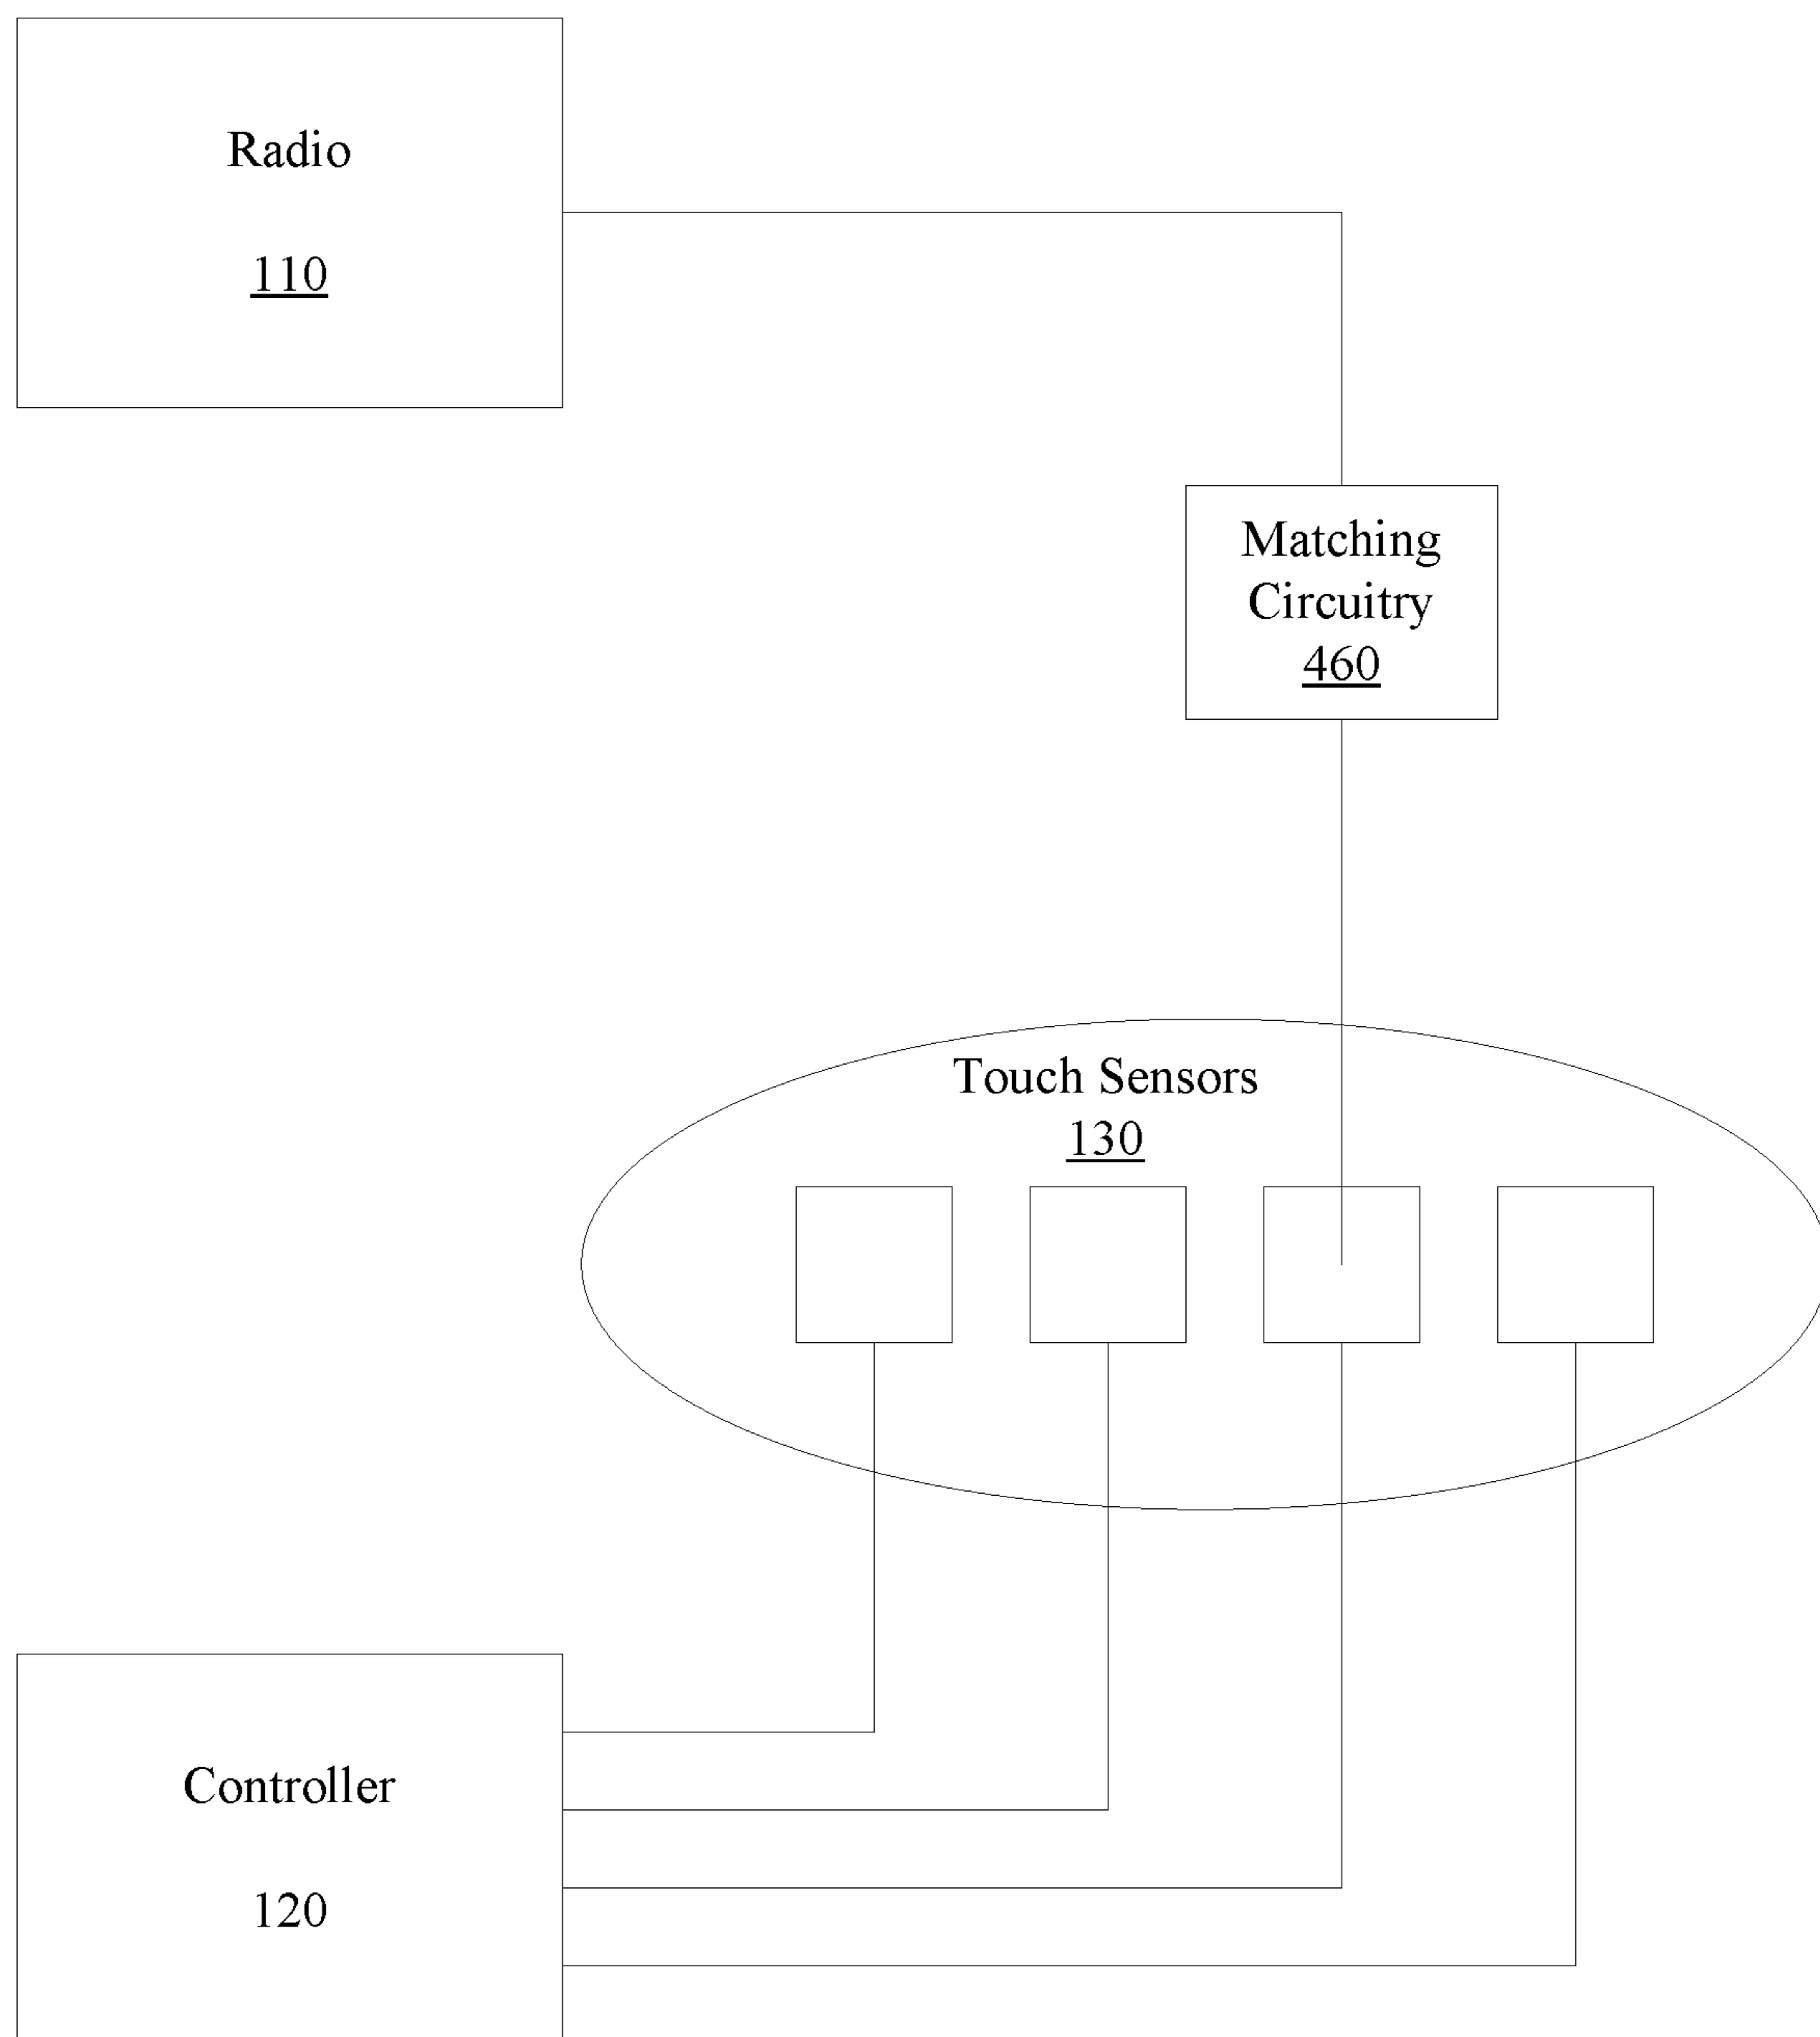 Radio
110
Matching
Circuitry
460
Touch Sensors
130
Controller
120